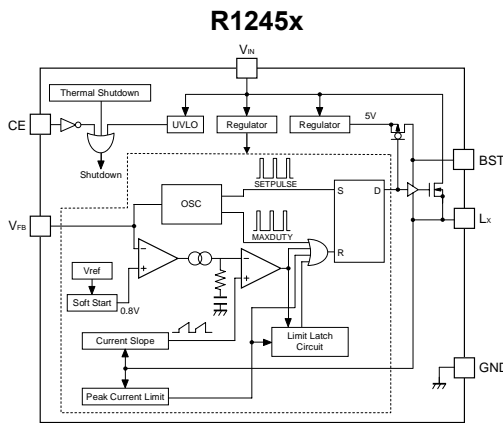 R1245x
VIN
Thermal Shutdown
CE
UVLO
Regulator
Regulator
5V
BST
Shutdown
SETPULSE
S
D
OSC
LX
VFB
MAXDUTY
R
Vref
Soft Start
0.8V
Current Slope
Limit Latch
Circuit
Peak Current Limit
GND